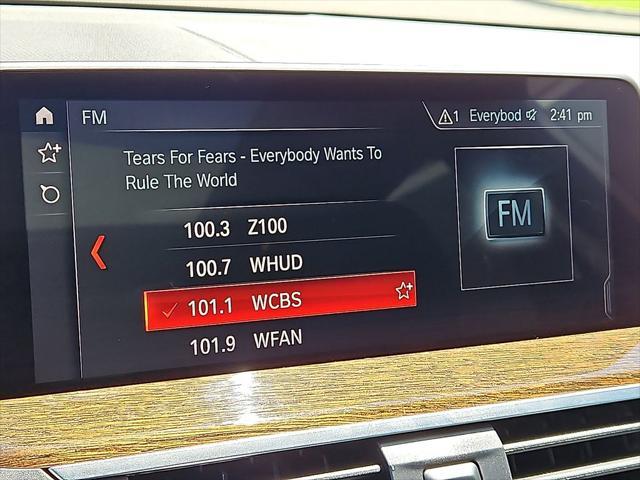 FM
1 Everybod 2:41 pm
Tears For Fears - Everybody Wants To
Rule The World
100.3 Z100
100.7 WHUD
101.1 WCBS
101.9 WFAN
FM